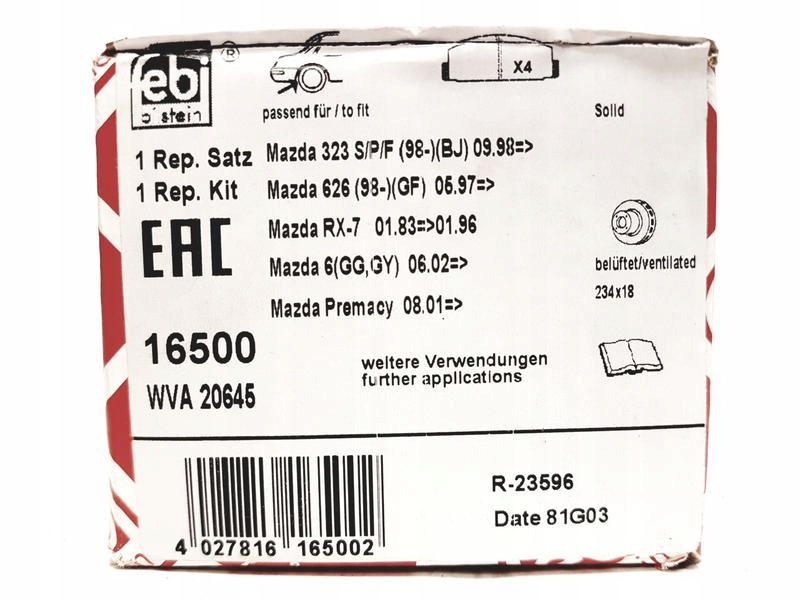 febi
bilstein
®
X4
passend für / to fit
Solid
1 Rep. Satz
1 Rep. Kit
Mazda 323 S/P/F (98-)(BJ) 09.98=>
Mazda 626 (98-)(GF) 05.97=>
Mazda RX-7 01.83=>01.96
Mazda 6(GG,GY) 06.02=>
Mazda Premacy 08.01=>
EAC
belüftet/ventilated
234x18
16500
WVA 20645
weitere Verwendungen
further applications
4 027816 165002
R-23596
Date 81G03